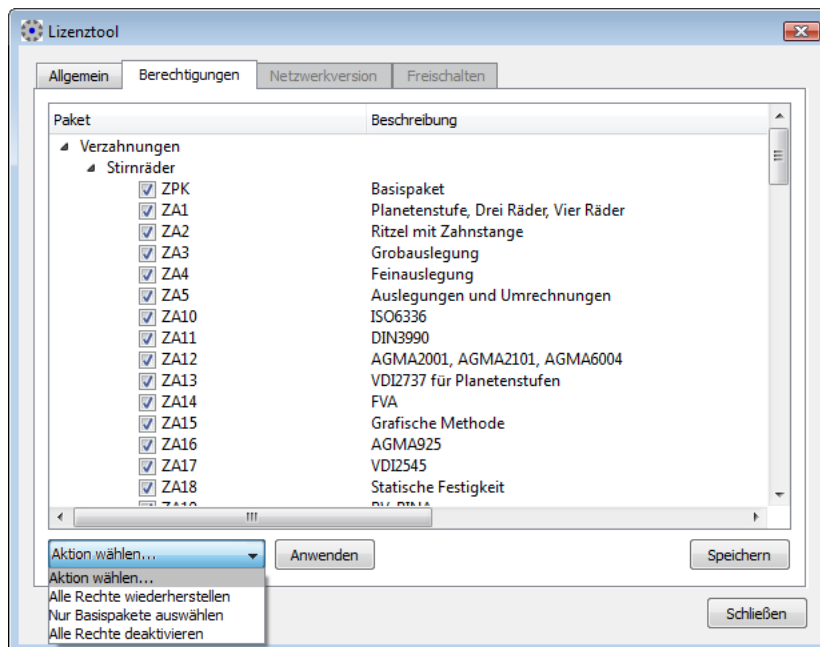 Lizenztool
Allgemein Berechtigungen Netzwerkversion Freischalten
Paket Beschreibung
Verzahnungen
Stirnräder
ZPK Basispaket
ZA1 Planetenstufe, Drei Räder, Vier Räder
ZA2 Ritzel mit Zahnstange
ZA3 Grobauslegung
ZA4 Feinauslegung
ZA5 Auslegungen und Umrechnungen
ZA10 ISO6336
ZA11 DIN3990
ZA12 AGMA2001, AGMA2101, AGMA6004
ZA13 VDI2737 für Planetenstufen
ZA14 FVA
ZA15 Grafische Methode
ZA16 AGMA925
ZA17 VDI2545
ZA18 Statische Festigkeit
Aktion wählen... Anwenden Speichern
Aktion wählen...
Alle Rechte wiederherstellen
Nur Basispakete auswählen
Alle Rechte deaktivieren
Schließen